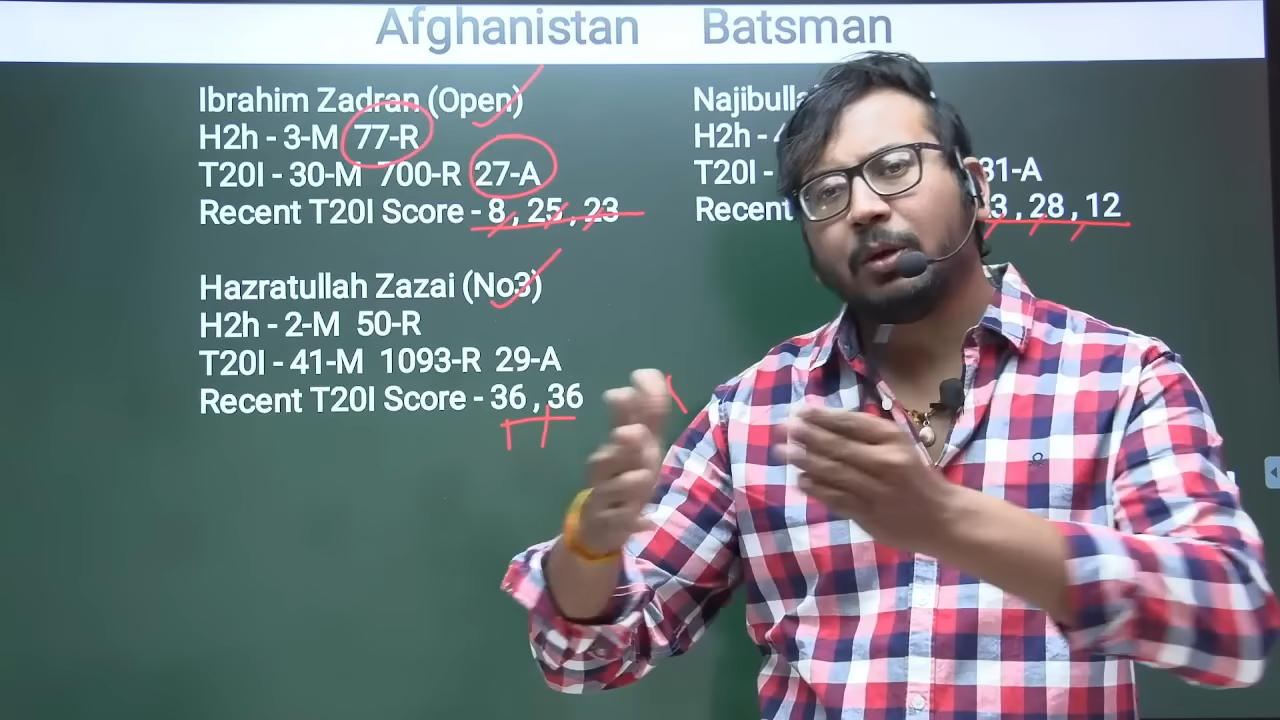 Afghanistan Batsman
Ibrahim Zadran (Open)
H2h - 3-M 77-R
T20I - 30-M 700-R 27-A
Recent T20I Score - 8 , 25 , 23
Hazratullah Zazai (No3)
H2h - 2-M 50-R
T20I - 41-M 1093-R 29-A
Recent T20I Score - 36 , 36
H2h -
T20I - 31-A
Recent 3 , 28 , 12